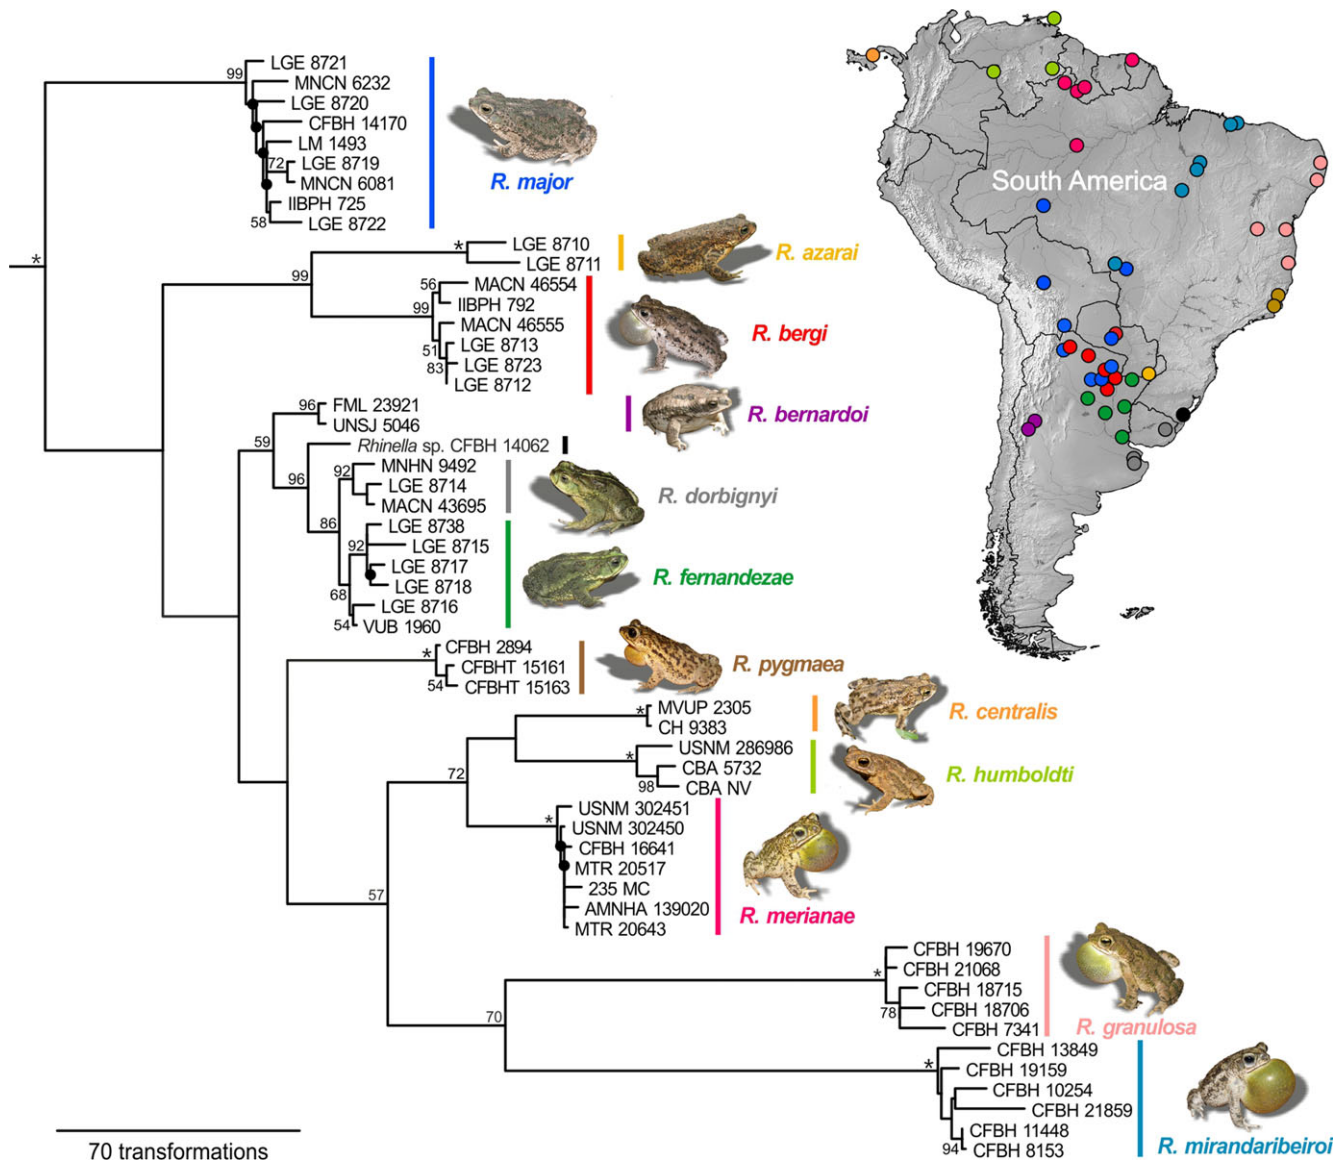 LGE 8721
99
MNCN 6232
LGE 8720
CFBH 14170
LM 1493
72
LGE 8719
MNCN 6081
IIBPH 725
58
LGE 8722
R. major
*
*
LGE 8710
LGE 8711
R. azarai
99
56
MACN 46554
IIBPH 792
99
MACN 46555
51
LGE 8713
83
LGE 8723
LGE 8712
R. bergi
96
FML 23921
UNSJ 5046
R. bernardoi
59
Rhinella sp. CFBH 14062
96
92
MNHN 9492
LGE 8714
MACN 43695
R. dorbignyi
86
LGE 8738
92
LGE 8715
LGE 8717
LGE 8718
68
LGE 8716
54
VUB 1960
R. fernandezae
*
CFBH 2894
CFBHT 15161
54
CFBHT 15163
R. pygmaea
*
MVUP 2305
CH 9383
R. centralis
*
USNM 286986
CBA 5732
98
CBA NV
R. humboldti
72
*
USNM 302451
USNM 302450
CFBH 16641
MTR 20517
235 MC
AMNHA 139020
MTR 20643
R. merianae
57
*
CFBH 19670
CFBH 21068
CFBH 18715
78
CFBH 18706
CFBH 7341
R. granulosa
70
*
CFBH 13849
CFBH 19159
CFBH 10254
CFBH 21859
CFBH 11448
94
CFBH 8153
R. mirandaribeiroi
70 transformations
South America